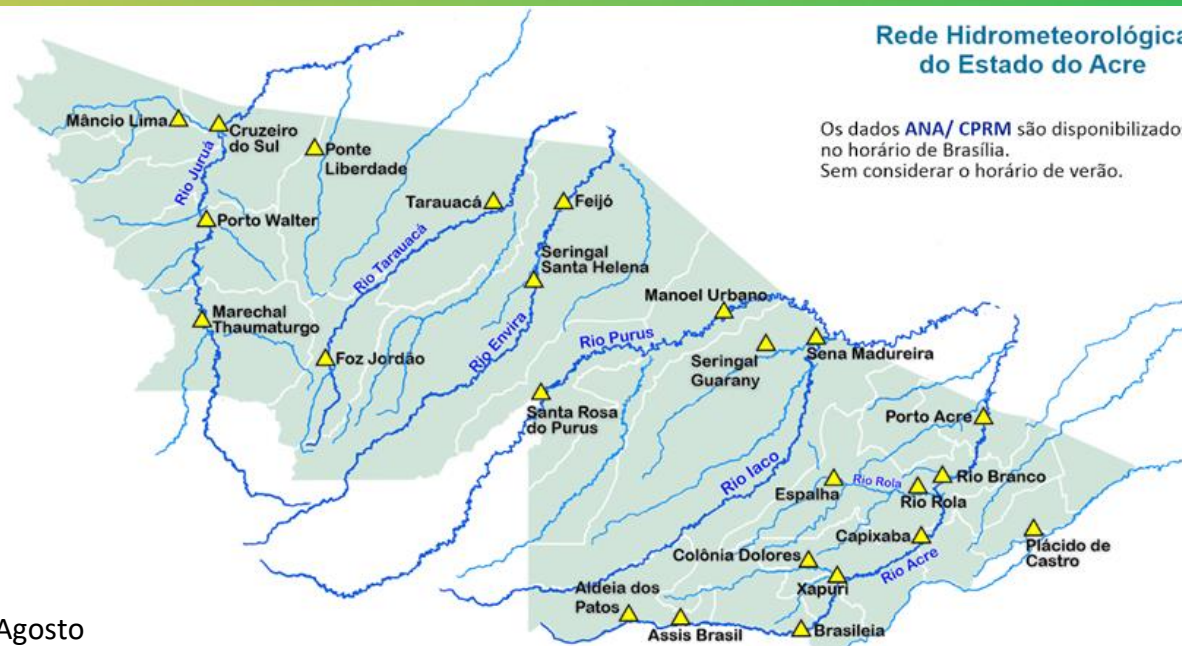 Rede Hidrometeorológica
do Estado do Acre
Os dados ANA/ CPRM são disponibilizado
no horário de Brasília.
Sem considerar o horário de verão.
Mâncio Lima
Cruzeiro
do Sul
Ponte
Liberdade
Rio Juruá
Porto Walter
Tarauacá
Feijó
Rio Tarauacá
Seringal
Santa Helena
Marechal
Thaumaturgo
Foz Jordão
Rio Envira
Manoel Urbano
Rio Purus
Seringal
Guarany
Sena Madureira
Santa Rosa
do Purus
Porto Acre
Rio Iaco
Espalha
Rio Rola
Rio Rola
Rio Branco
Capixaba
Plácido de
Castro
Colônia Dolores
Rio Acre
Xapuri
Aldeia dos
Patos
Assis Brasil
Brasileia
Agosto